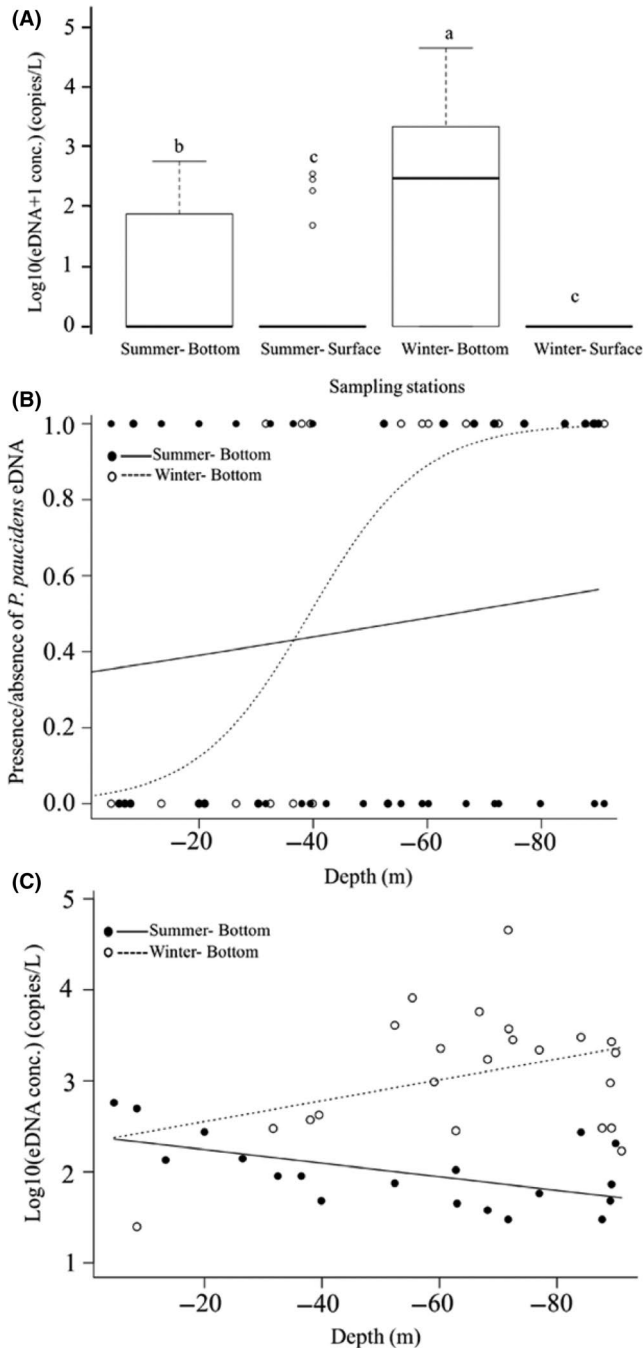 (A)
Log10(eDNA+1 conc.) (copies/L)
5
4
3
2
1
0
b
c
a
c
Summer- Bottom
Summer- Surface
Winter- Bottom
Winter- Surface
Sampling stations
(B)
Presence/absence of P. paucidens eDNA
1.0
0.8
0.6
0.4
0.2
0.0
Summer- Bottom
Winter- Bottom
−20
−40
−60
−80
Depth (m)
(C)
Log10(eDNA conc.) (copies/L)
5
4
3
2
1
Summer- Bottom
Winter- Bottom
−20
−40
−60
−80
Depth (m)